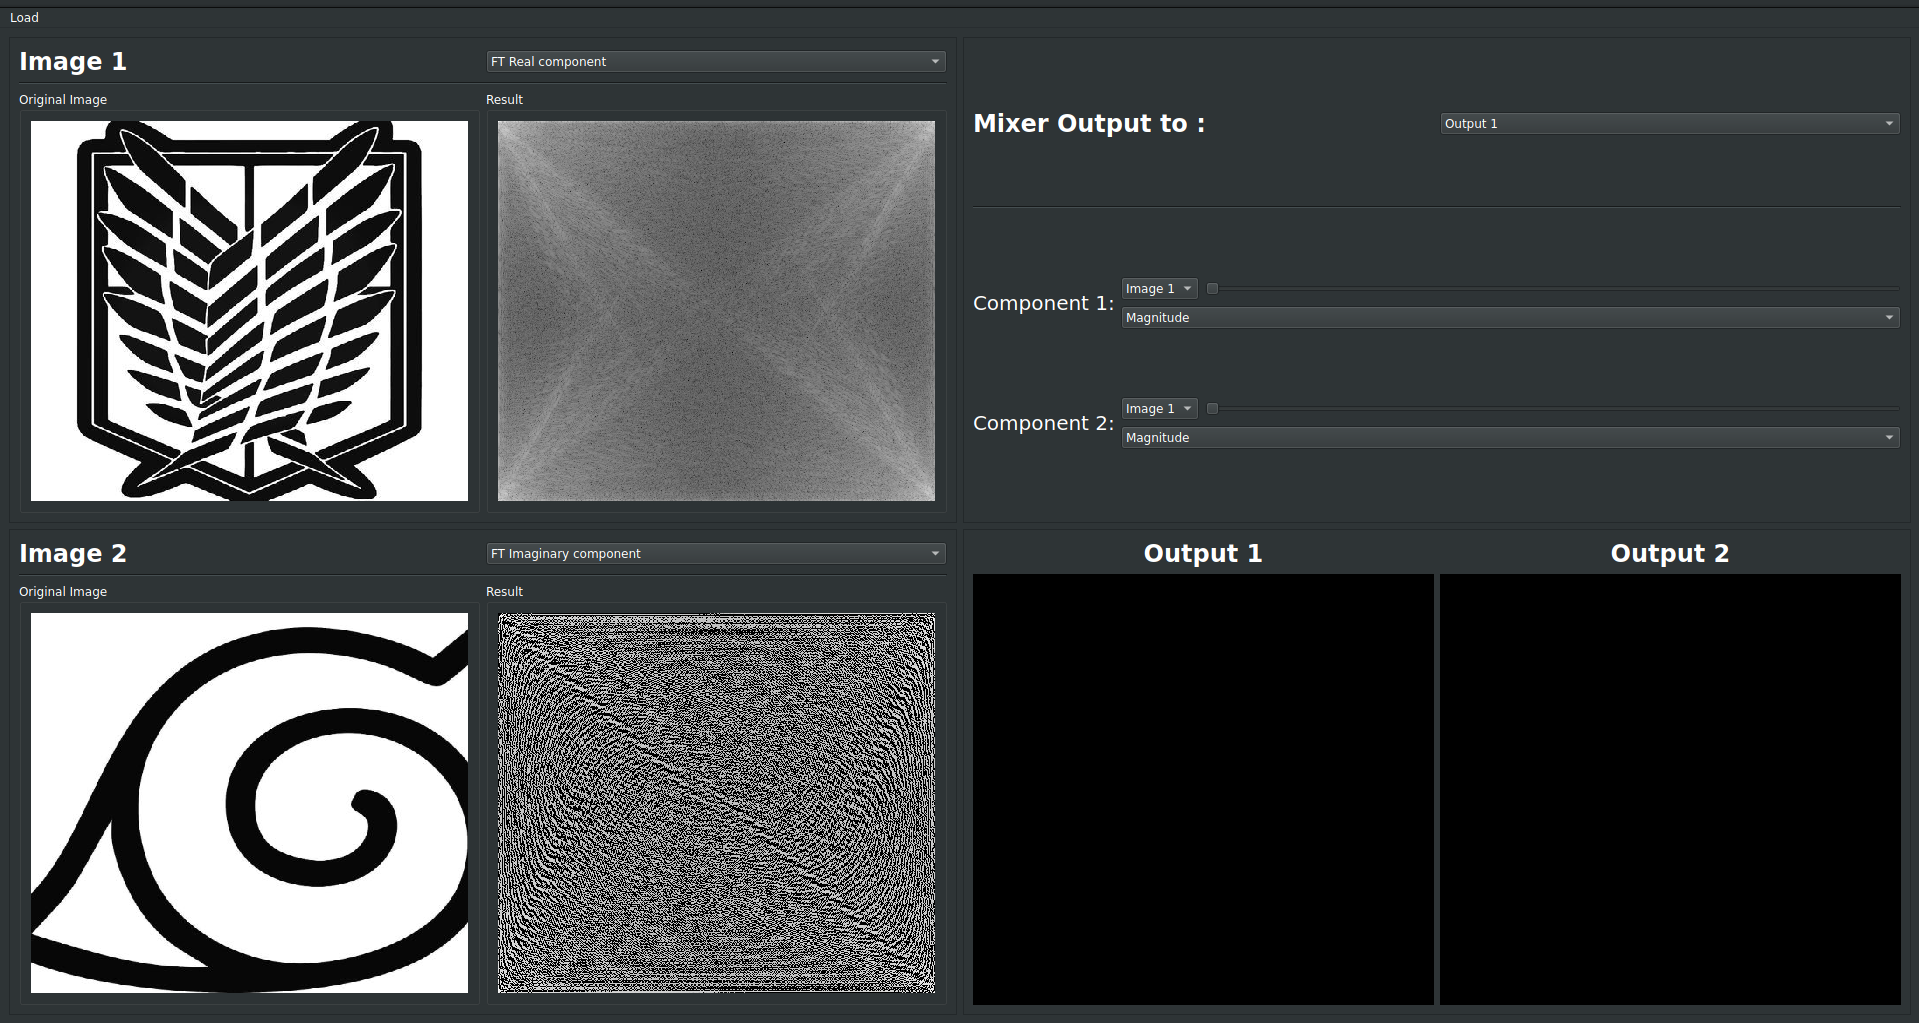 Load
Image 1
FT Real component
Original Image
Result
Mixer Output to :
Output 1
Component 1:
Image 1
Magnitude
Component 2:
Image 1
Magnitude
Image 2
FT Imaginary component
Original Image
Result
Output 1
Output 2